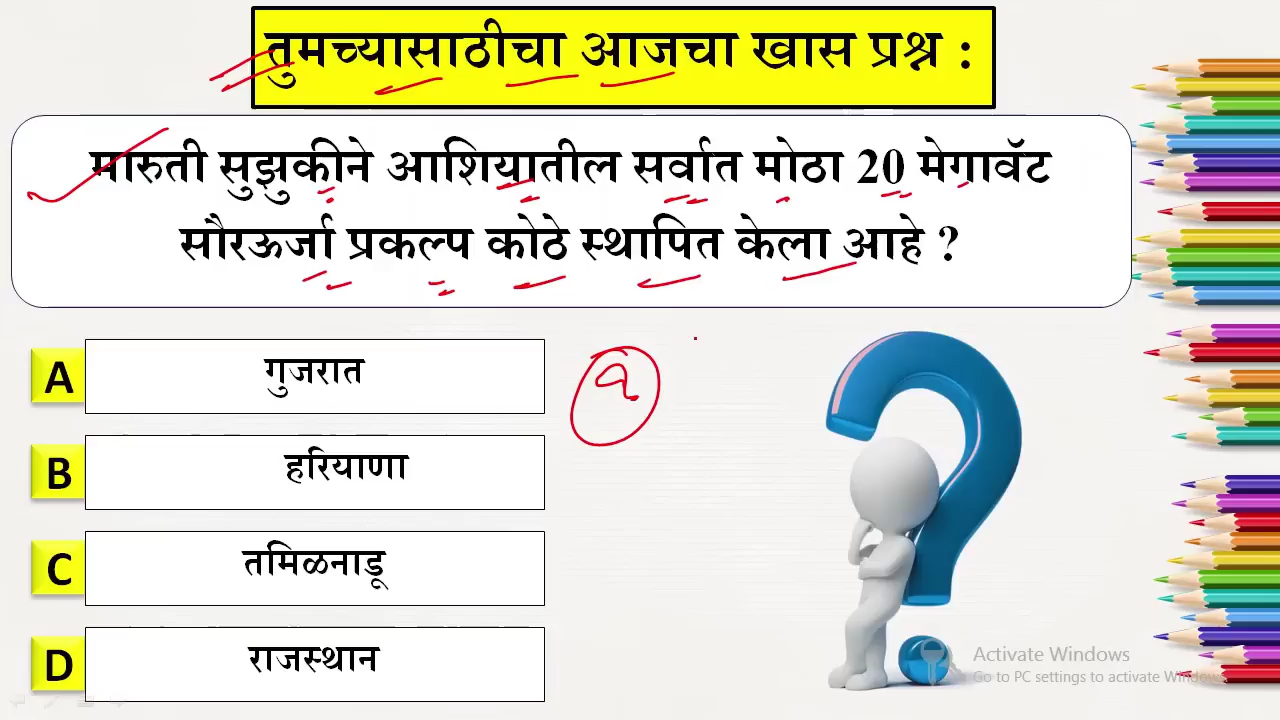 तुमच्यासाठीचा आजचा खास प्रश्न :
मारुती सुझुकीने आशियातील सर्वात मोठा 20 मेगावॅट
सौरऊर्जा प्रकल्प कोठे स्थापित केला आहे ?
A गुजरात
B हरियाणा
C तमिळनाडू
D राजस्थान
Activate Windows
Go to PC settings to activate Windows.